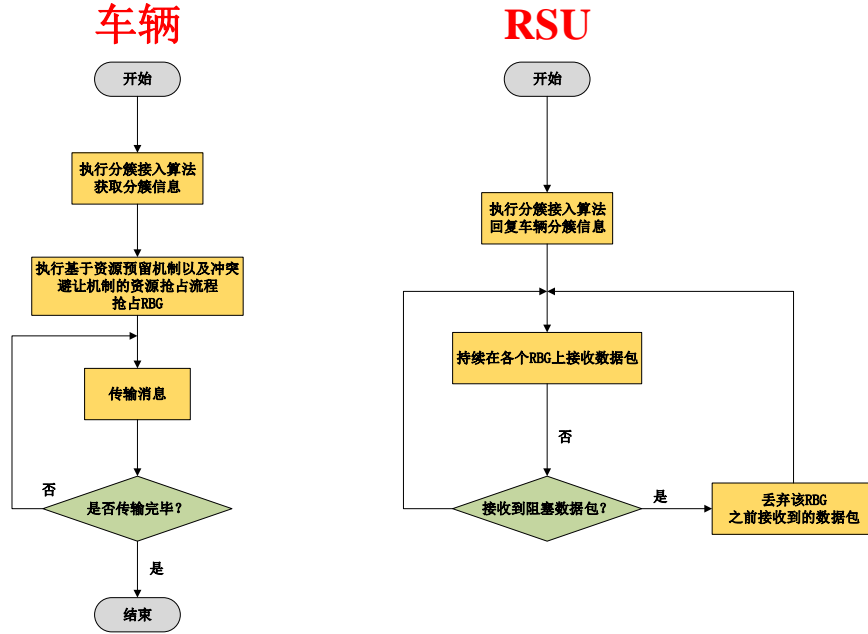 车辆
开始
执行分簇接入算法
获取分簇信息
执行基于资源预留机制以及冲突
避让机制的资源抢占流程
抢占RBG
传输消息
否
是否传输完毕？
是
结束
RSU
开始
执行分簇接入算法
回复车辆分簇信息
持续在各个RBG上接收数据包
否
接收到阻塞数据包？
是
丢弃该RBG
之前接收到的数据包